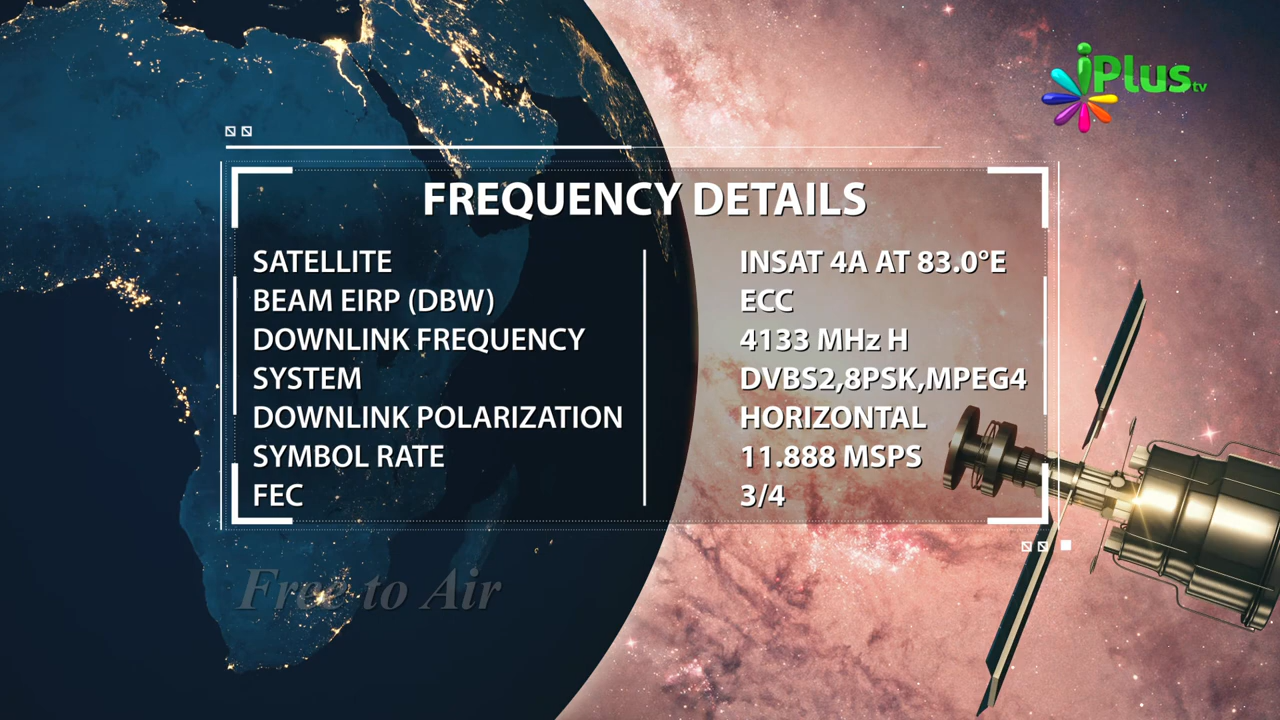 iPlus tv
FREQUENCY DETAILS
SATELLITE INSAT 4A AT 83.0°E
BEAM EIRP (DBW) ECC
DOWNLINK FREQUENCY 4133 MHz H
SYSTEM DVBS2,8PSK,MPEG4
DOWNLINK POLARIZATION HORIZONTAL
SYMBOL RATE 11.888 MSPS
FEC 3/4
Free to Air